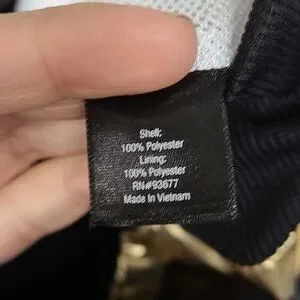 Shell:
100% Polyester
Lining:
100% Polyester
RN#93677
Made In Vietnam